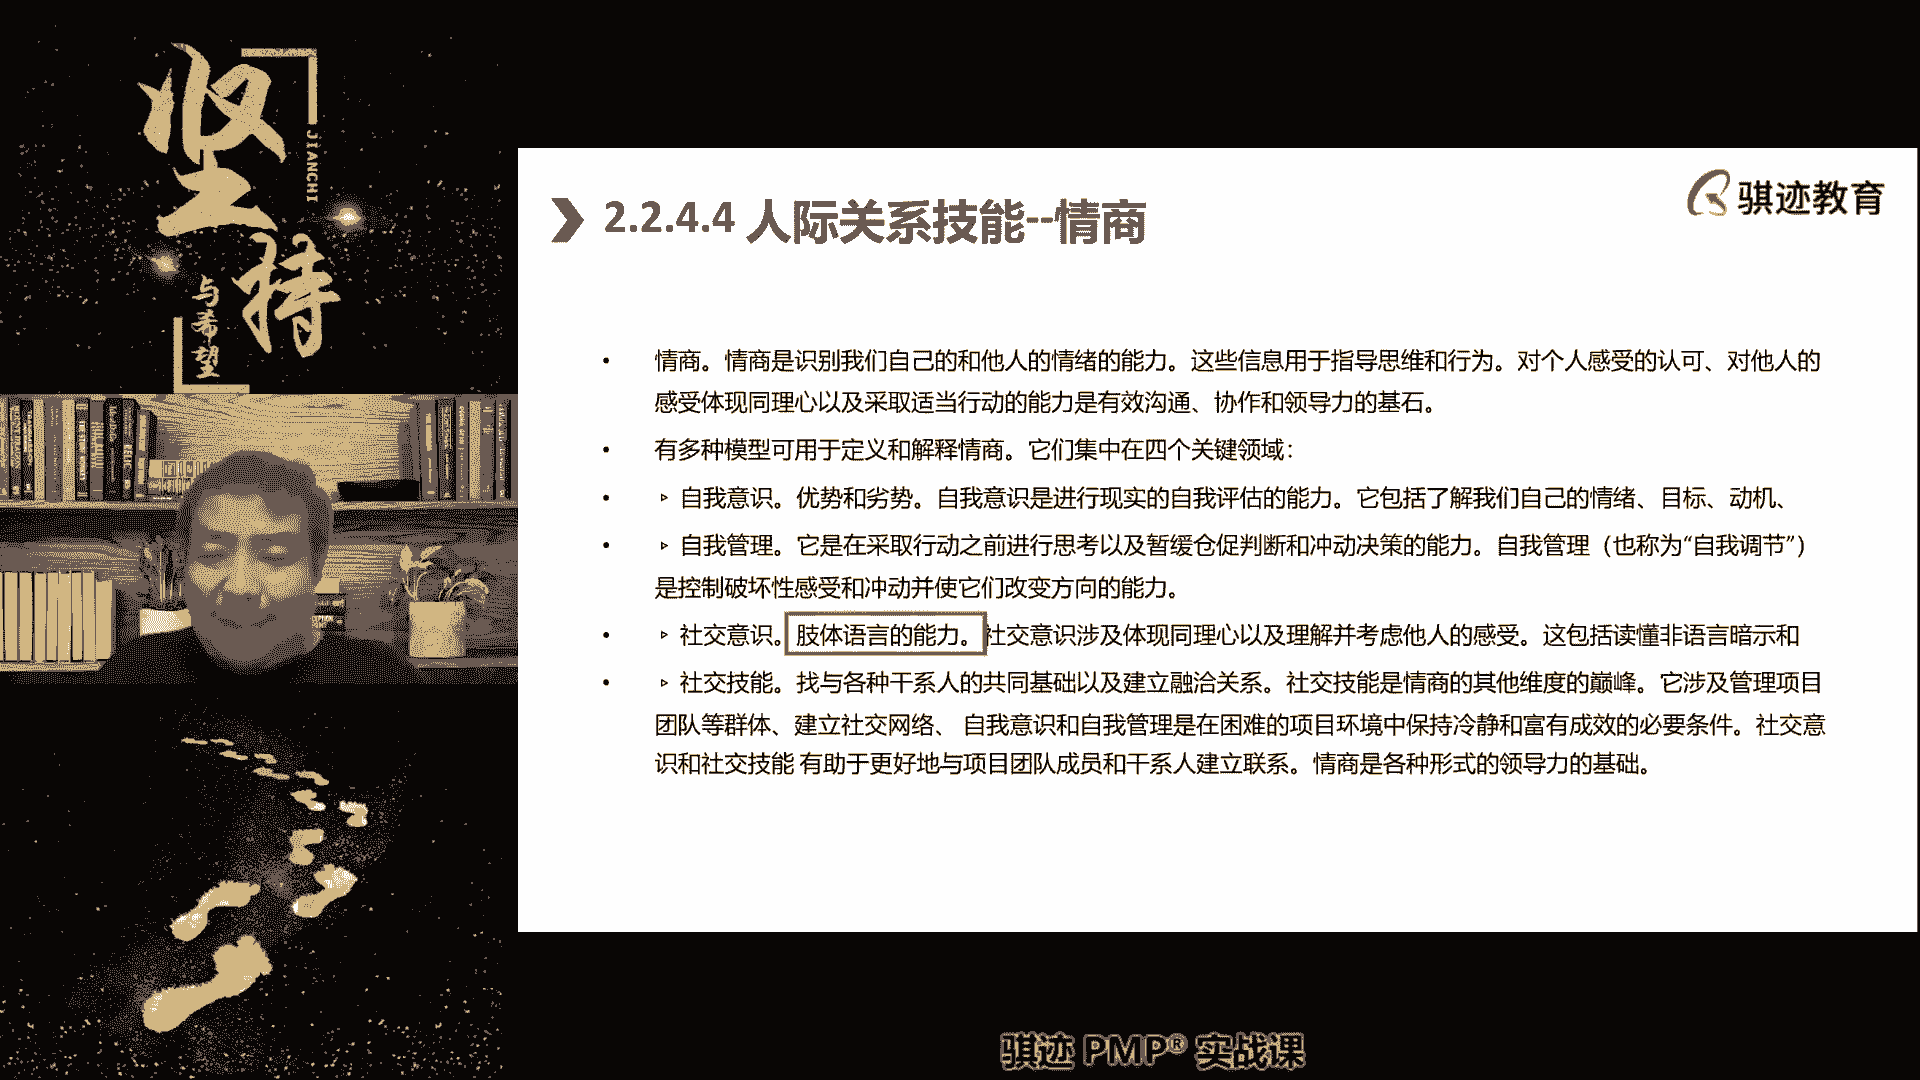 坚持
JIANCHI
与希望
骐迹教育
2.2.4.4 人际关系技能--情商
• 情商。情商是识别我们自己的和他人的情绪的能力。这些信息用于指导思维和行为。对个人感受的认可、对他人的
感受体现同理心以及采取适当行动的能力是有效沟通、协作和领导力的基石。
• 有多种模型可用于定义和解释情商。它们集中在四个关键领域：
• ▹ 自我意识。优势和劣势。自我意识是进行现实的自我评估的能力。它包括了解我们自己的情绪、目标、动机、
• ▹ 自我管理。它是在采取行动之前进行思考以及暂缓仓促判断和冲动决策的能力。自我管理（也称为“自我调节”）
是控制破坏性感受和冲动并使它们改变方向的能力。
• ▹ 社交意识。肢体语言的能力。社交意识涉及体现同理心以及理解并考虑他人的感受。这包括读懂非语言暗示和
• ▹ 社交技能。找与各种干系人的共同基础以及建立融洽关系。社交技能是情商的其他维度的巅峰。它涉及管理项目
团队等群体、建立社交网络、 自我意识和自我管理是在困难的项目环境中保持冷静和富有成效的必要条件。社交意
识和社交技能 有助于更好地与项目团队成员和干系人建立联系。情商是各种形式的领导力的基础。
骐迹 PMP® 实战课